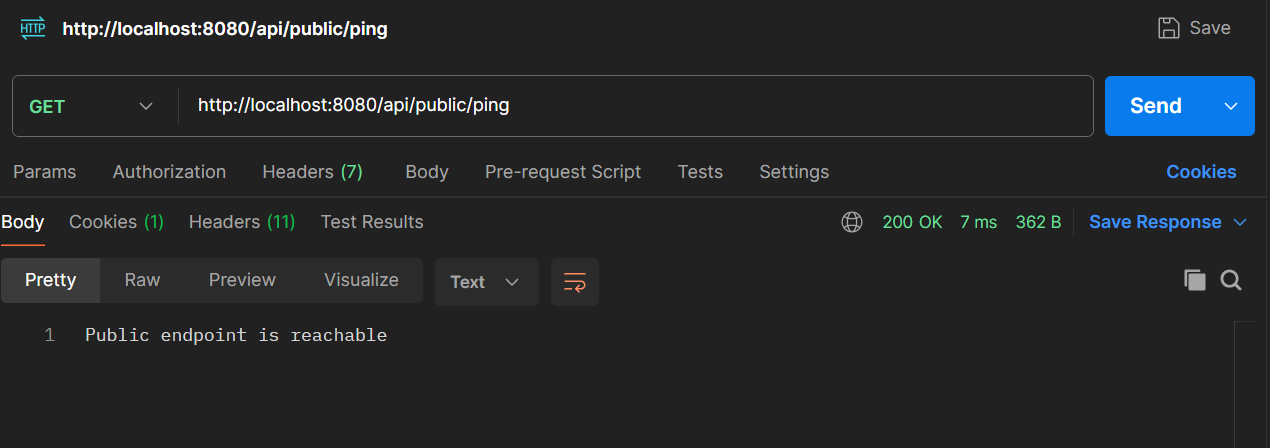 HTTP http://localhost:8080/api/public/ping Save
GET http://localhost:8080/api/public/ping Send
Params Authorization Headers (7) Body Pre-request Script Tests Settings Cookies
Body Cookies (1) Headers (11) Test Results 200 OK 7 ms 362 B Save Response
Pretty Raw Preview Visualize Text
1 Public endpoint is reachable